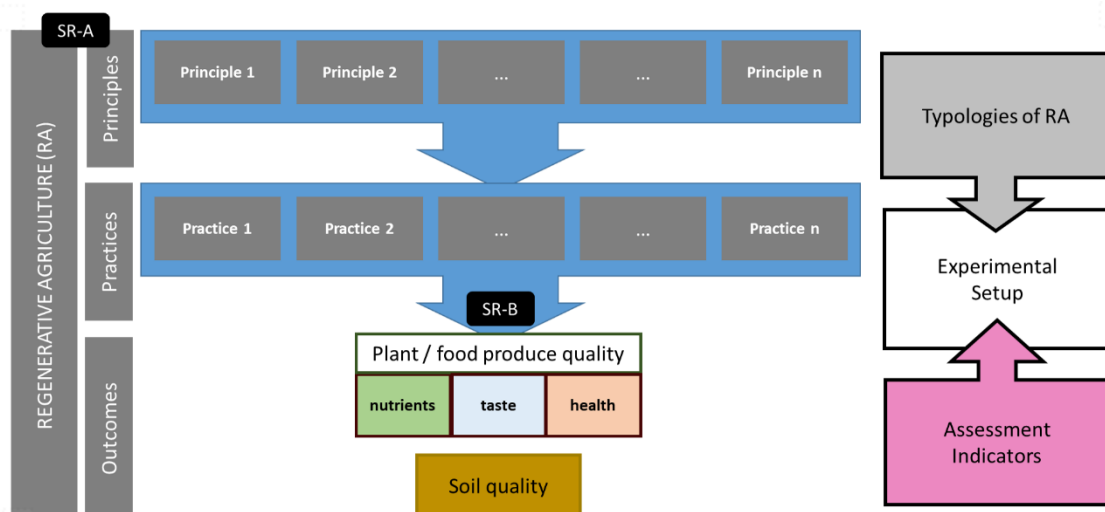 SR-A
REGENERATIVE AGRICULTURE (RA)
Principles
Principle 1
Principle 2
...
...
Principle n
Practices
Practice 1
Practice 2
...
...
Practice n
SR-B
Outcomes
Plant / food produce quality
nutrients
taste
health
Soil quality
Typologies of RA
Experimental
Setup
Assessment
Indicators